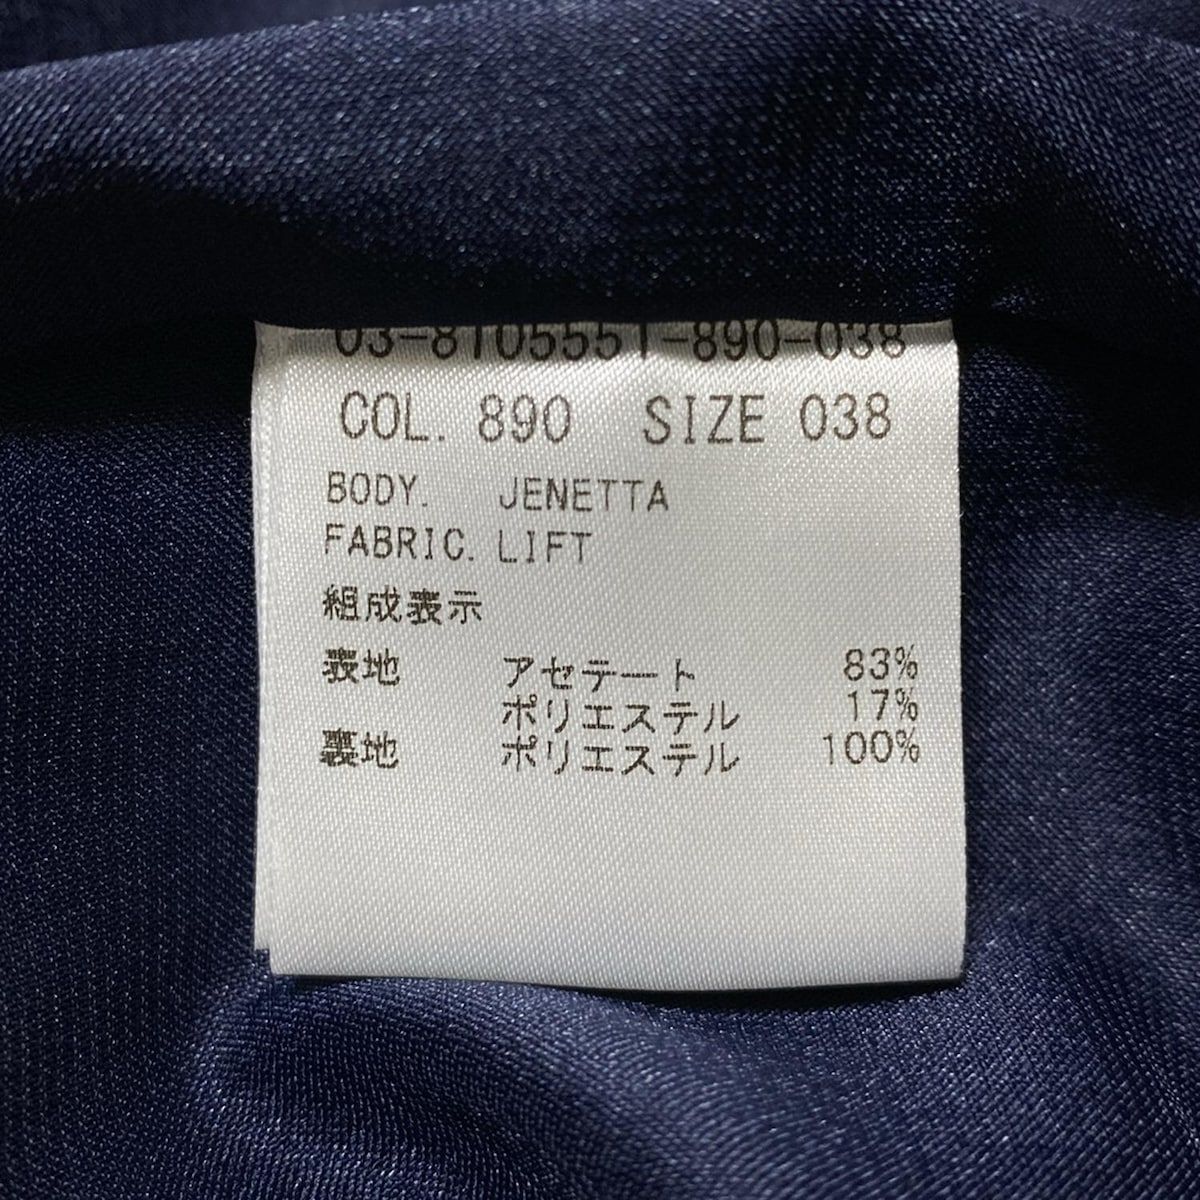 03-8105551-890-038
COL. 890 SIZE 038
BODY. JENETTA
FABRIC. LIFT
組成表示
表地 アセテート 83%
ポリエステル 17%
裏地 ポリエステル 100%